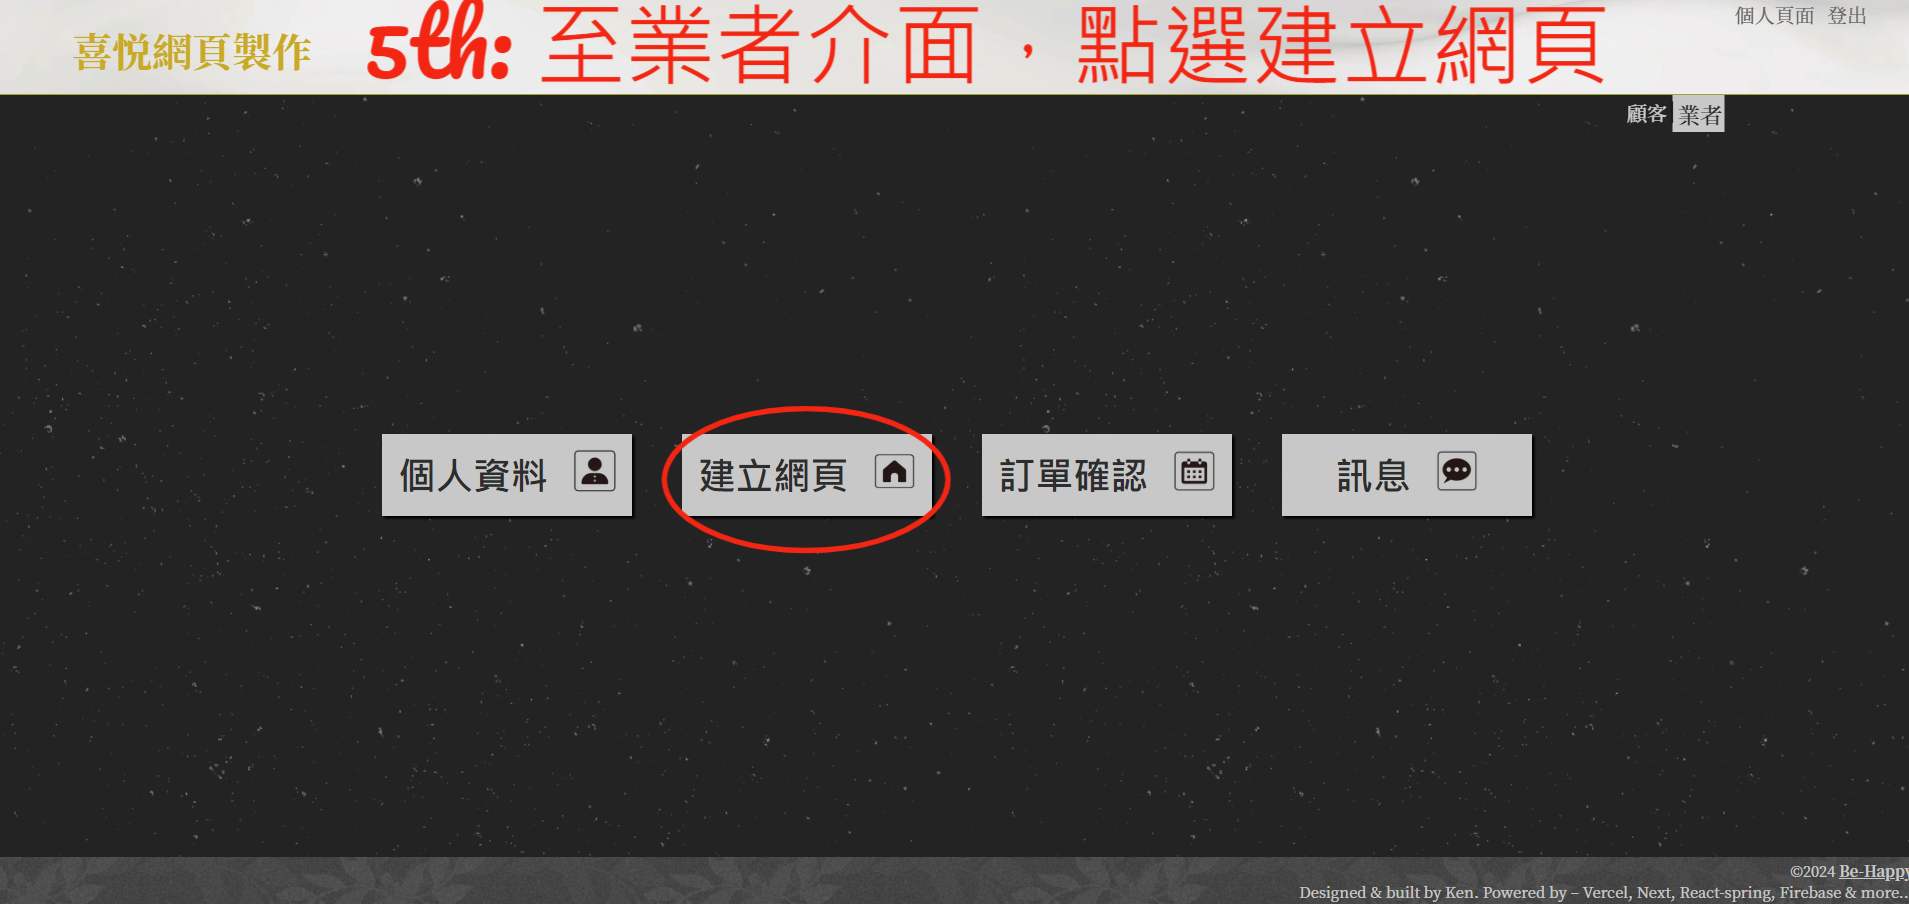 喜悅網頁製作
5th: 至業者介面，點選建立網頁
個人頁面 登出
顧客 業者
個人資料
建立網頁
訂單確認
訊息
©2024 Be-Happy
Designed & built by Ken. Powered by – Vercel, Next, React-spring, Firebase & more..